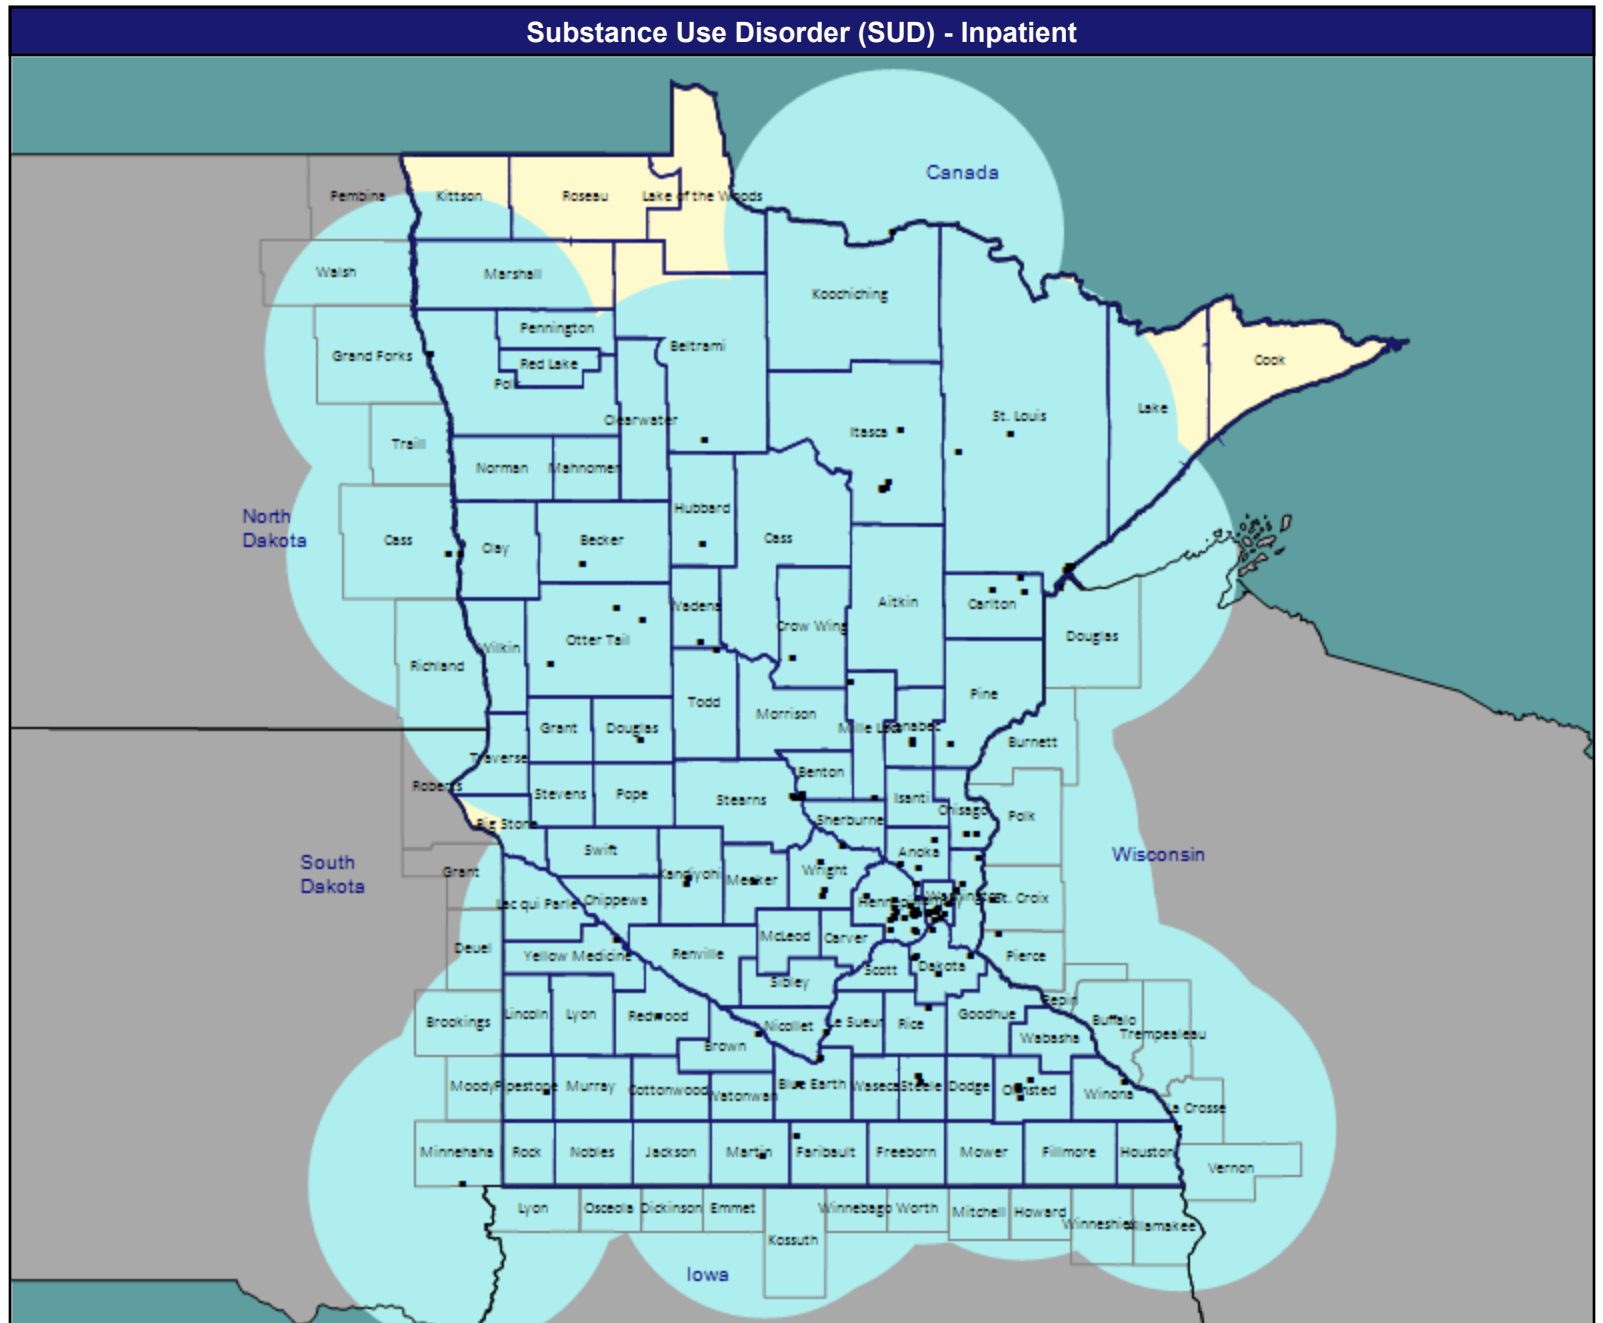 Substance Use Disorder (SUD) - Inpatient
Canada
Pembina
Kittson
Roseau
Lake of the Woods
Walsh
Marshall
Koochiching
Pennington
Beltrami
Grand Forks
Red Lake
Cook
Polk
Clearwater
Lake
St. Louis
Itasca
Traill
Norman
Mahnomen
Hubbard
North
Dakota
Cass
Clay
Becker
Cass
Wadena
Aitkin
Carlton
Crow Wing
Otter Tail
Wilkin
Douglas
Richland
Todd
Pine
Morrison
Grant
Douglas
Mille Lacs
Kanabec
Burnett
Traverse
Benton
Roberts
Stevens
Pope
Stearns
Isanti
Chisago
Polk
Big Stone
Sherburne
Swift
Anoka
Wisconsin
South
Dakota
Grant
Kandiyohi
Meeker
Wright
Lac qui Parle
Chippewa
Hennepin
Washington
St. Croix
McLeod
Carver
Deuel
Yellow Medicine
Renville
Scott
Dakota
Pierce
Sibley
Pepin
Brookings
Lincoln
Lyon
Redwood
Nicollet
Le Sueur
Rice
Goodhue
Buffalo
Trempealeau
Wabasha
Brown
Moody
Pipestone
Murray
Cottonwood
Watonwan
Blue Earth
Waseca
Steele
Dodge
Olmsted
Winona
La Crosse
Minnehaha
Rock
Nobles
Jackson
Martin
Faribault
Freeborn
Mower
Fillmore
Houston
Vernon
Lyon
Osceola
Dickinson
Emmet
Winnebago
Worth
Mitchell
Howard
Winneshiek
Allamakee
Kossuth
Iowa